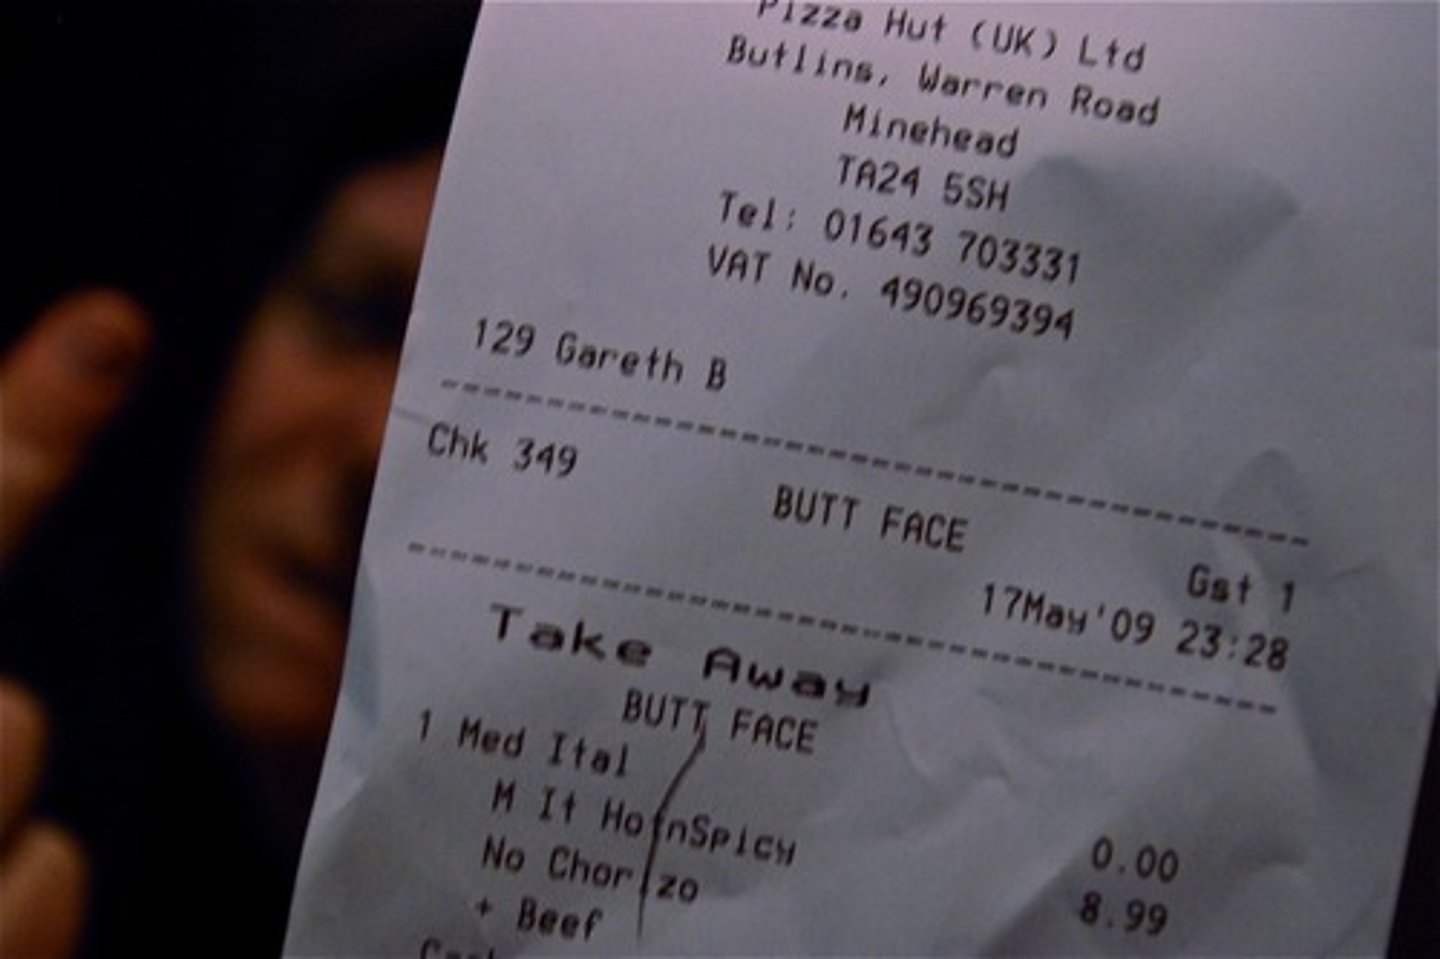 Pizza Hut (UK) Ltd
Butlins, Warren Road
Minehead
TA24 5SH
Tel: 01643 703331
VAT No. 490969394
129 Gareth B
Chk 349
BUTT FACE
Gst 1
17May'09 23:28
Take Away
BUTT FACE
1 Med Ital
M It HotnSpicy 0.00
No Chorizo 8.99
+ Beef